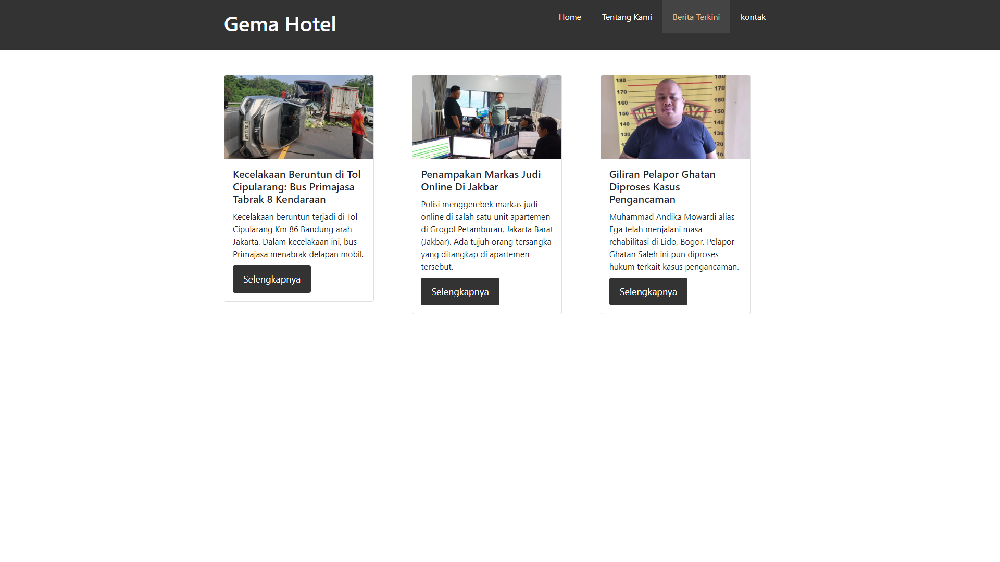 Gema Hotel
Home
Tentang Kami
Berita Terkini
kontak
B 1271 ERI
180
180
170
170
160
160
150
150
METRO JAYA
140
140
130
130
120
10
Kecelakaan Beruntun di Tol
Cipularang: Bus Primajasa
Tabrak 8 Kendaraan
Kecelakaan beruntun terjadi di Tol
Cipularang Km 86 Bandung arah
Jakarta. Dalam kecelakaan ini, bus
Primajasa menabrak delapan mobil.
Selengkapnya
Penampakan Markas Judi
Online Di Jakbar
Polisi menggerebek markas judi
online di salah satu unit apartemen
di Grogol Petamburan, Jakarta Barat
(Jakbar). Ada tujuh orang tersangka
yang ditangkap di apartemen
tersebut.
Selengkapnya
Giliran Pelapor Ghatan
Diproses Kasus
Pengancaman
Muhammad Andika Mowardi alias
Ega telah menjalani masa
rehabilitasi di Lido, Bogor. Pelapor
Ghatan Saleh ini pun diproses
hukum terkait kasus pengancaman.
Selengkapnya